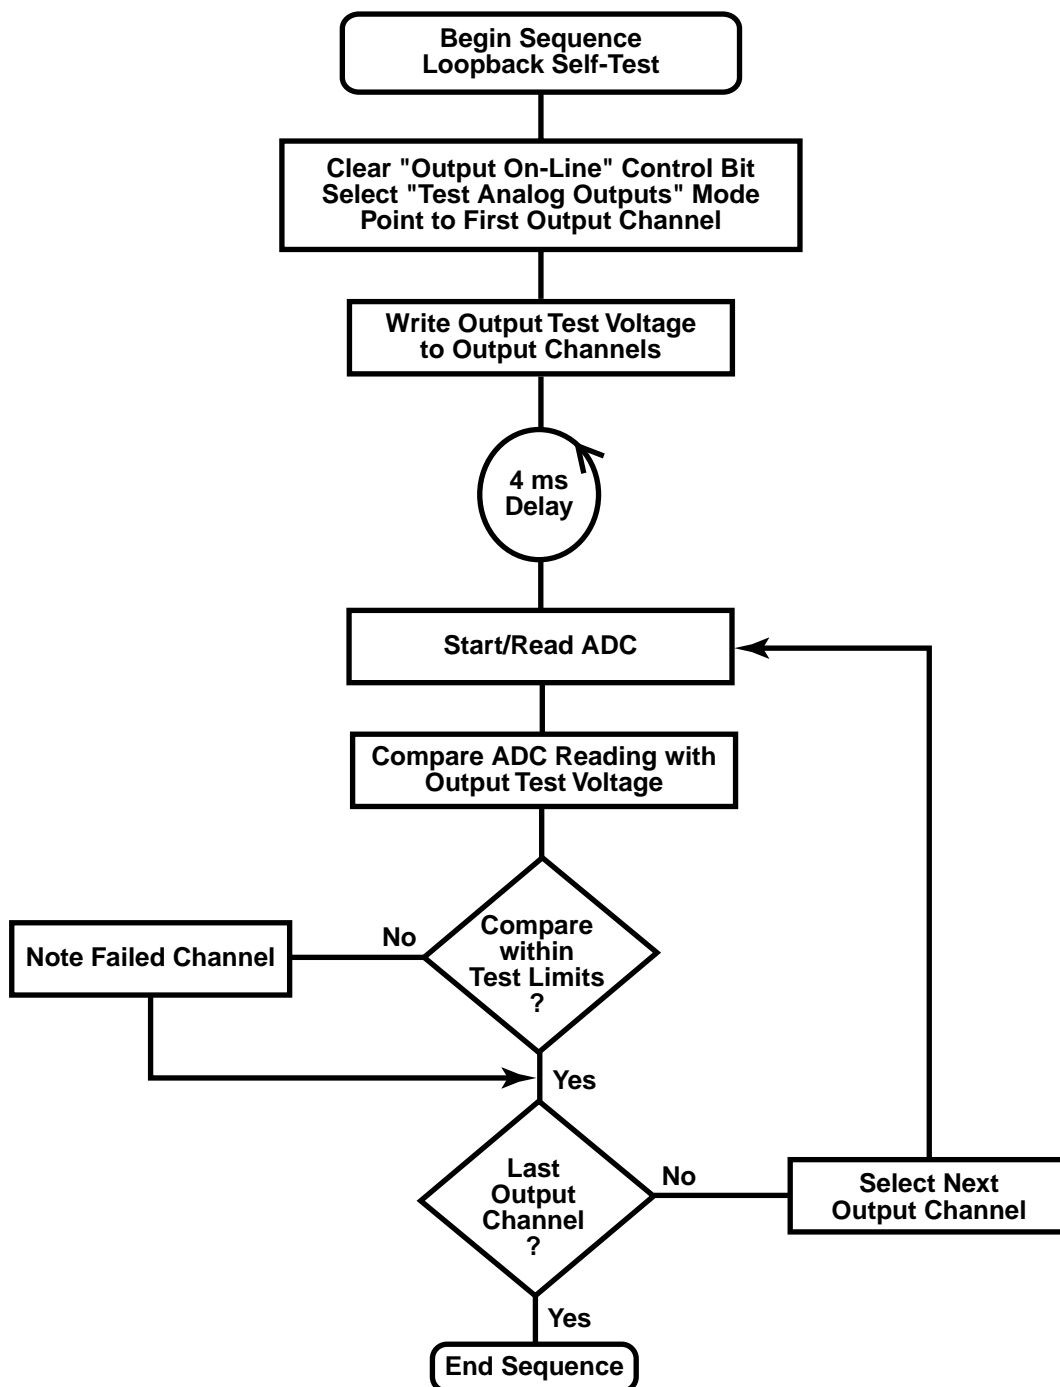 Begin Sequence
Loopback Self-Test
Clear "Output On-Line" Control Bit
Select "Test Analog Outputs" Mode
Point to First Output Channel
Write Output Test Voltage
to Output Channels
4 ms
Delay
Start/Read ADC
Compare ADC Reading with
Output Test Voltage
Compare
within
Test Limits
?
No
Note Failed Channel
Yes
Last
Output
Channel
?
No
Select Next
Output Channel
Yes
End Sequence